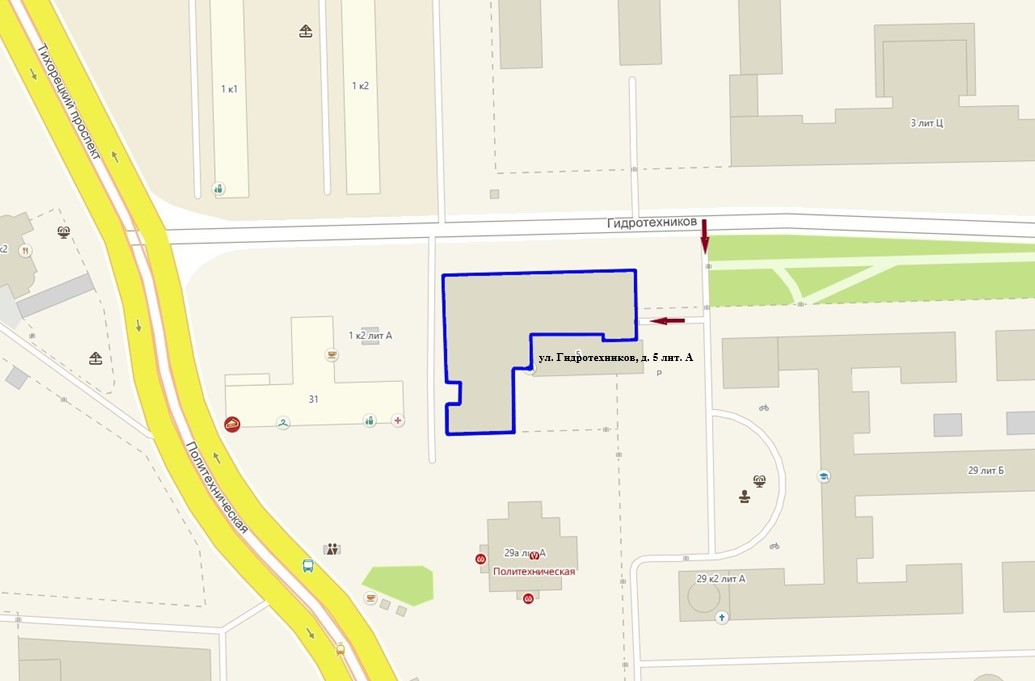 Тихорецкий проспект
1 к1
1 к2
3 лит Ц
Гидротехников
к2
1 к2 лит А
ул. Гидротехников, д. 5 лит. А
31
P
29 лит Б
Политехническая
29а лит А
Политехническая
29 к2 лит А